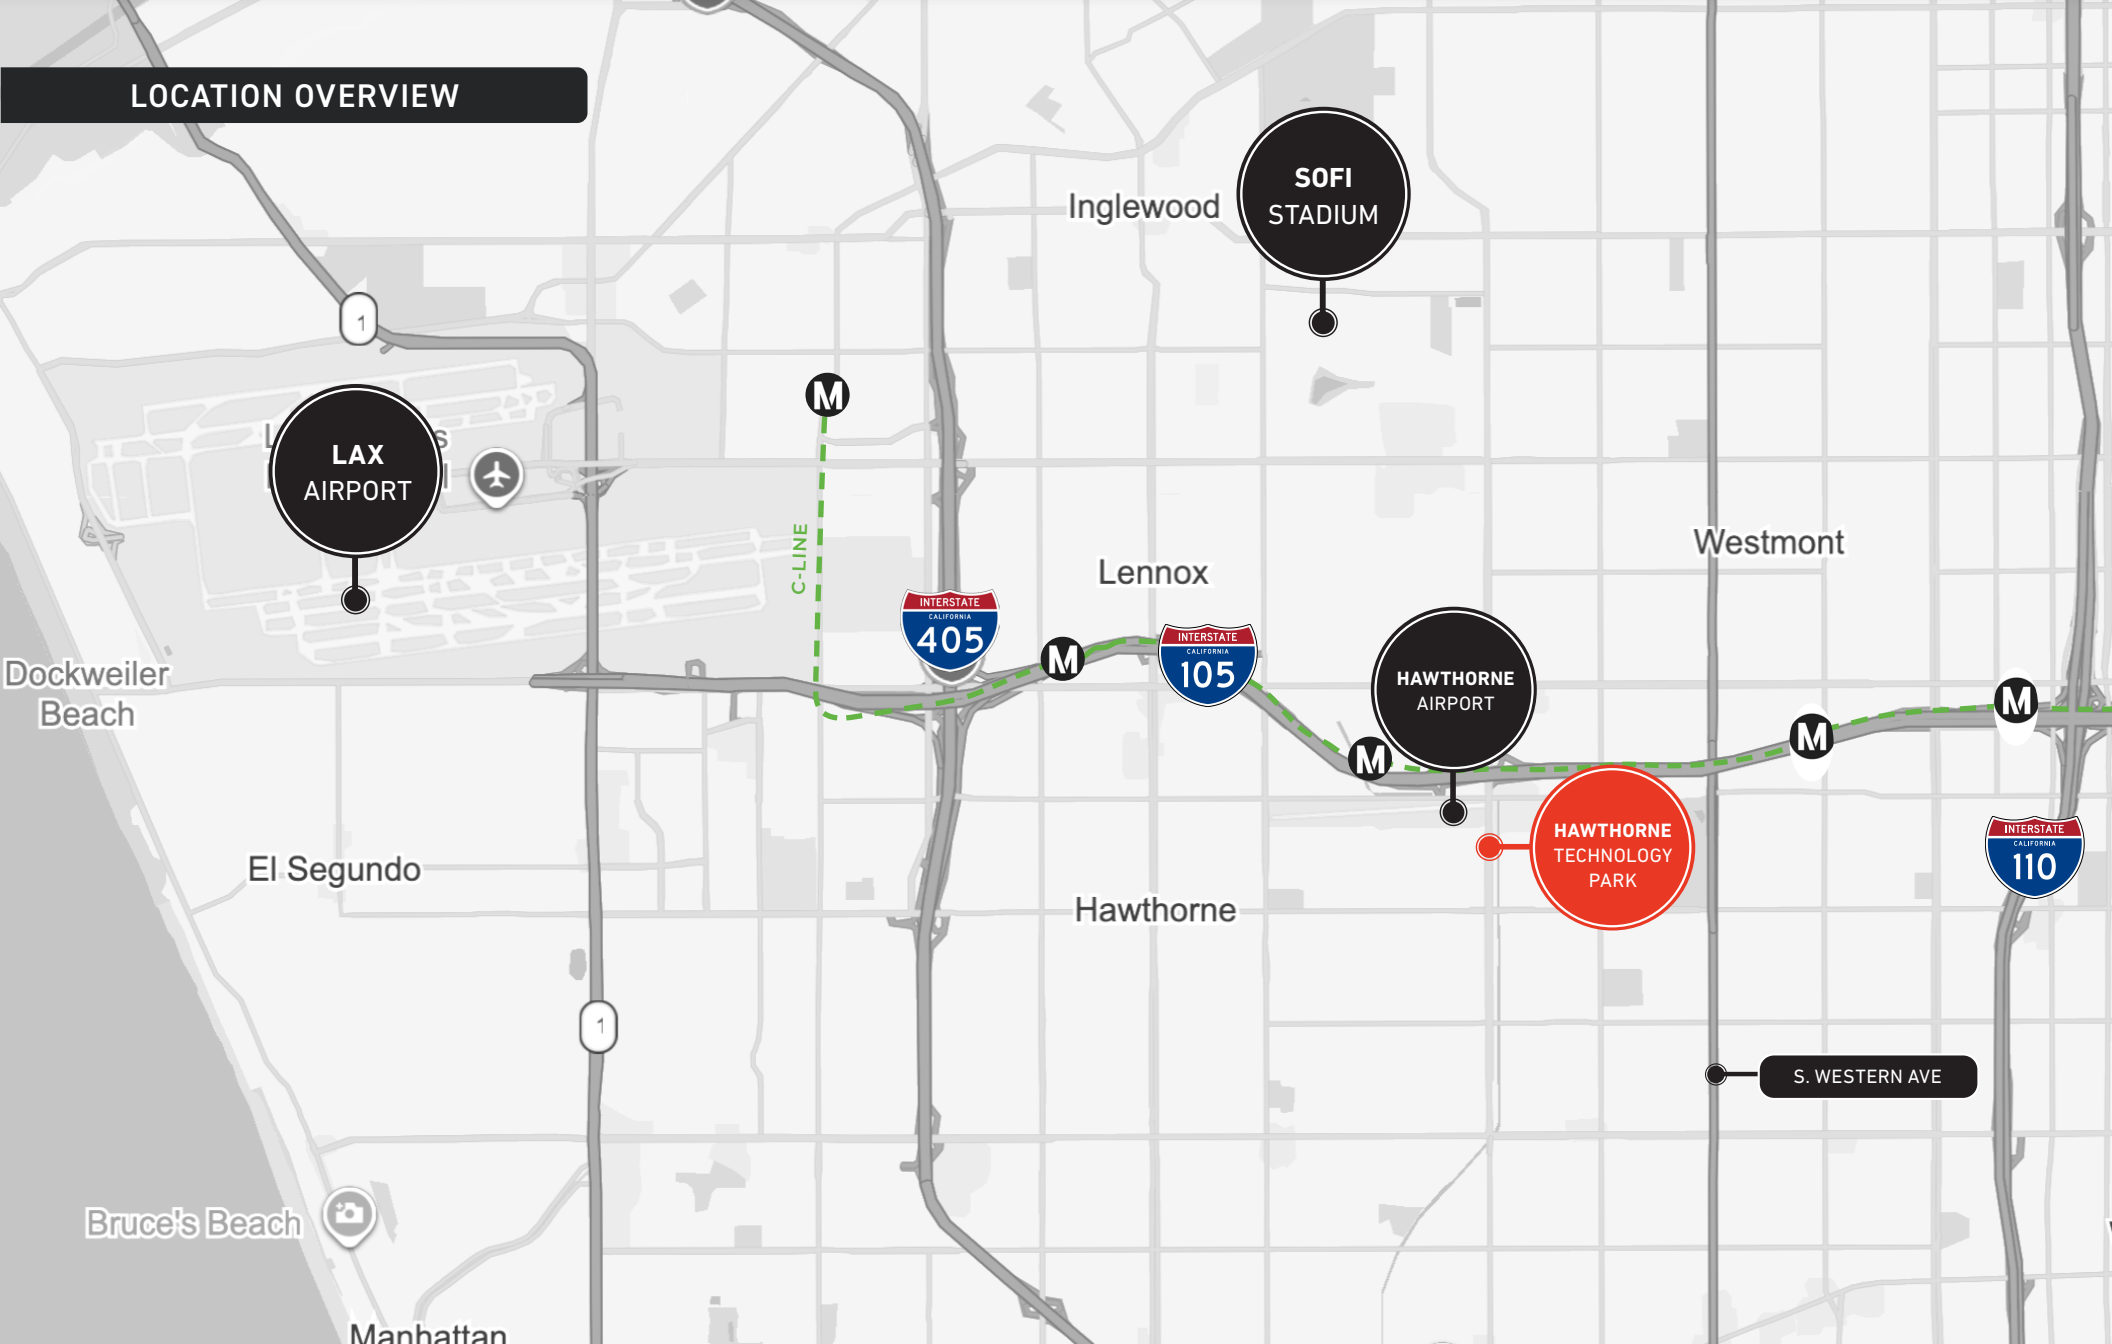 LOCATION OVERVIEW
SOFI
STADIUM
Inglewood
1
M
LAX
AIRPORT
C-LINE
Westmont
Lennox
INTERSTATE
CALIFORNIA
405
M
INTERSTATE
CALIFORNIA
105
HAWTHORNE
AIRPORT
Dockweiler
Beach
M
M
M
HAWTHORNE
TECHNOLOGY
PARK
INTERSTATE
CALIFORNIA
110
El Segundo
Hawthorne
1
S. WESTERN AVE
Bruce's Beach
Manhattan